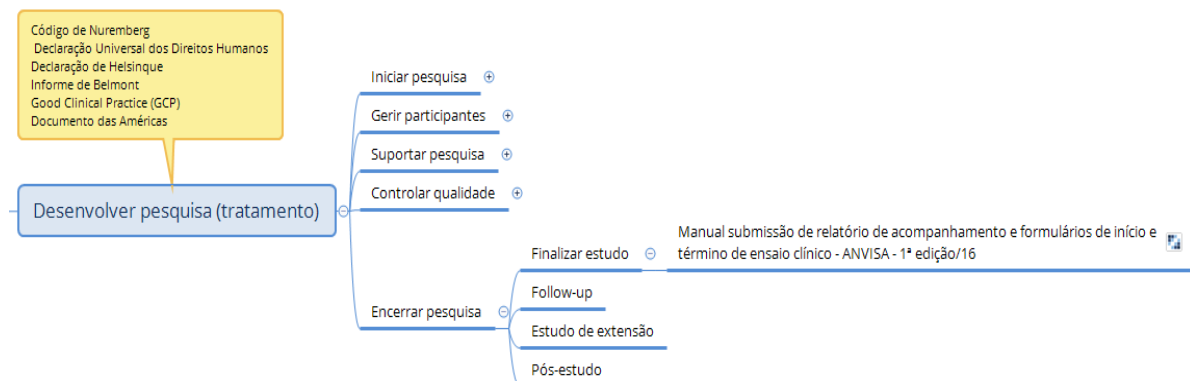 Código de Nuremberg
Declaração Universal dos Direitos Humanos
Declaração de Helsinque
Informe de Belmont
Good Clinical Practice (GCP)
Documento das Américas
Desenvolver pesquisa (tratamento)
Iniciar pesquisa
Gerir participantes
Suportar pesquisa
Controlar qualidade
Encerrar pesquisa
Finalizar estudo
Manual submissão de relatório de acompanhamento e formulários de início e
término de ensaio clínico - ANVISA - 1ª edição/16
Follow-up
Estudo de extensão
Pós-estudo